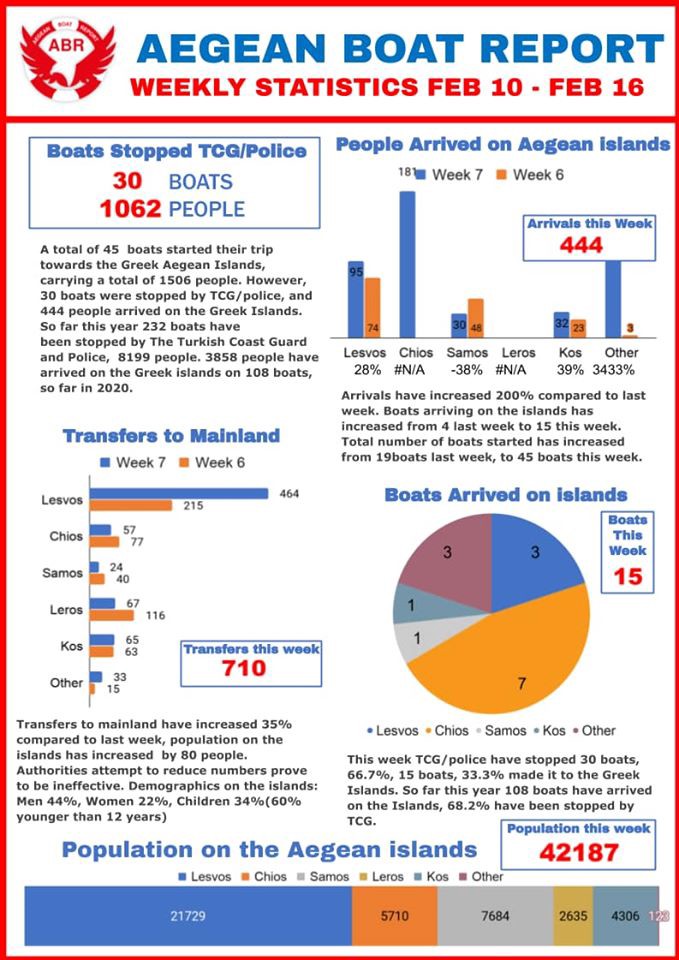 AEGEAN BOAT REPORT
ABR
AEGEAN BOAT REPORT
WEEKLY STATISTICS FEB 10 - FEB 16
Boats Stopped TCG/Police
30 BOATS
1062 PEOPLE
A total of 45 boats started their trip
towards the Greek Aegean Islands,
carrying a total of 1506 people. However,
30 boats were stopped by TCG/police, and
444 people arrived on the Greek Islands.
So far this year 232 boats have
been stopped by The Turkish Coast Guard
and Police, 8199 people. 3858 people have
arrived on the Greek islands on 108 boats,
so far in 2020.
People Arrived on Aegean islands
181
Week 7 Week 6
Arrivals this Week
444
95
74
30
48
32
23
3
Lesvos Chios Samos Leros Kos Other
28% #N/A -38% #N/A 39% 3433%
Arrivals have increased 200% compared to last
week. Boats arriving on the islands has
increased from 4 last week to 15 this week.
Total number of boats started has increased
from 19boats last week, to 45 boats this week.
Transfers to Mainland
Week 7 Week 6
Lesvos 464
215
Chios 57
77
Samos 24
40
Leros 67
116
Kos 65
63
Other 33
15
Transfers this week
710
Transfers to mainland have increased 35%
compared to last week, population on the
islands has increased by 80 people.
Authorities attempt to reduce numbers prove
to be ineffective. Demographics on the islands:
Men 44%, Women 22%, Children 34%(60%
younger than 12 years)
Boats Arrived on islands
Boats
This
Week
15
3
3
1
1
7
Lesvos Chios Samos Kos Other
This week TCG/police have stopped 30 boats,
66.7%, 15 boats, 33.3% made it to the Greek
Islands. So far this year 108 boats have arrived
on the Islands, 68.2% have been stopped by
TCG.
Population this week
42187
Population on the Aegean islands
Lesvos Chios Samos Leros Kos Other
21729 5710 7684 2635 4306 123